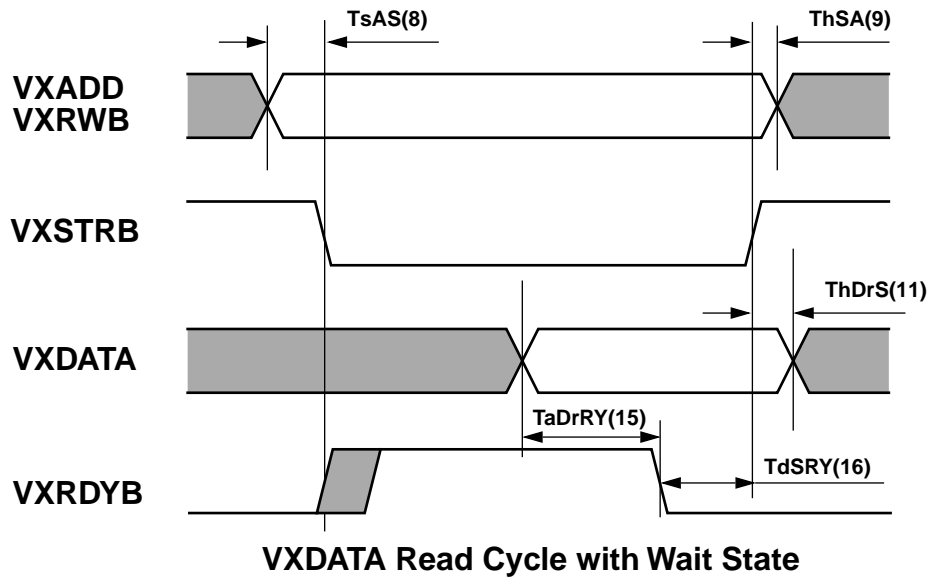 TsAS(8)
ThSA(9)
VXADD
VXRWB
VXSTRB
ThDrS(11)
VXDATA
TaDrRY(15)
TdSRY(16)
VXRDYB
VXDATA Read Cycle with Wait State